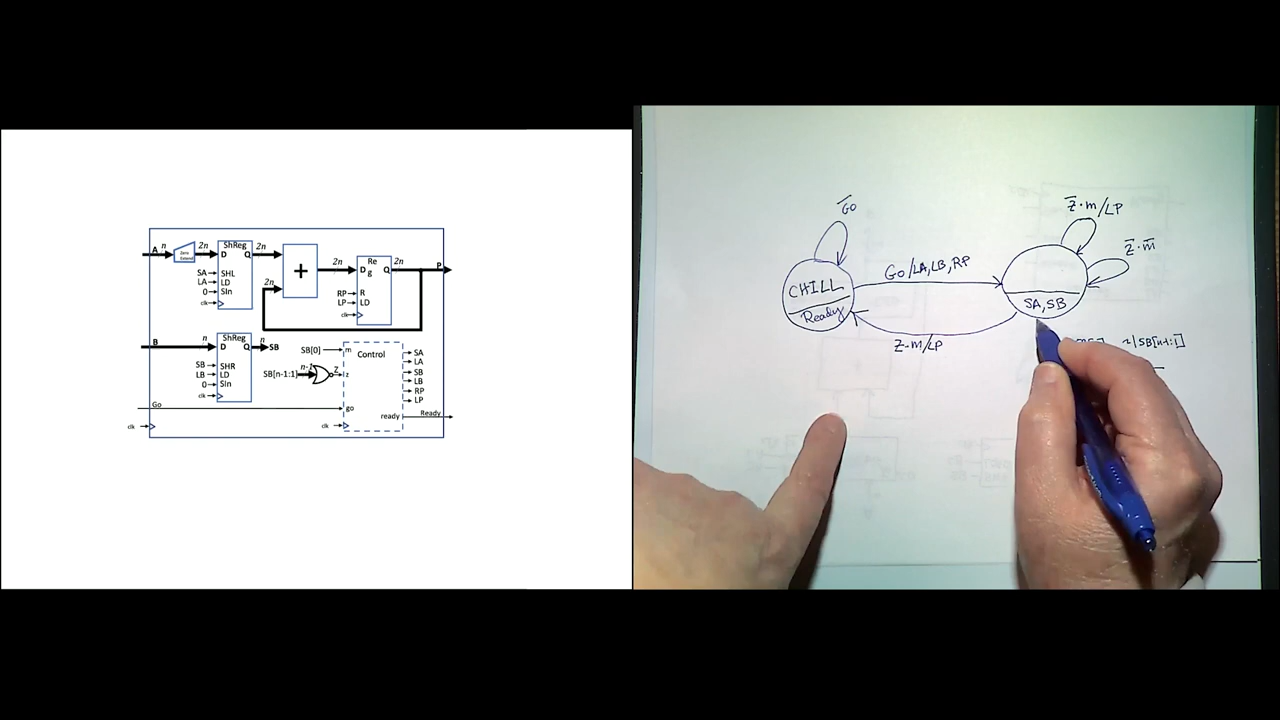 A n
Zero
Extend
2n
ShReg
D Q
2n
SA SHL
LA LD
0 SIn
clk
2n
+
2n
Re
g
D Q
2n
P
RP R
LP LD
clk
B n
ShReg
D Q
n SB
SB SHR
LB LD
0 SIn
clk
SB[0] m
Control
SB[n-1:1] n-1 Z z
SA
LA
SB
LB
RP
LP
Go go
ready Ready
clk clk
G̅o̅
Z̅·m/LP
Z̅·m̅
Go/LA,LB,RP
CHILL
Ready
SA,SB
Z·m/LP
~|SB[n-1:1]